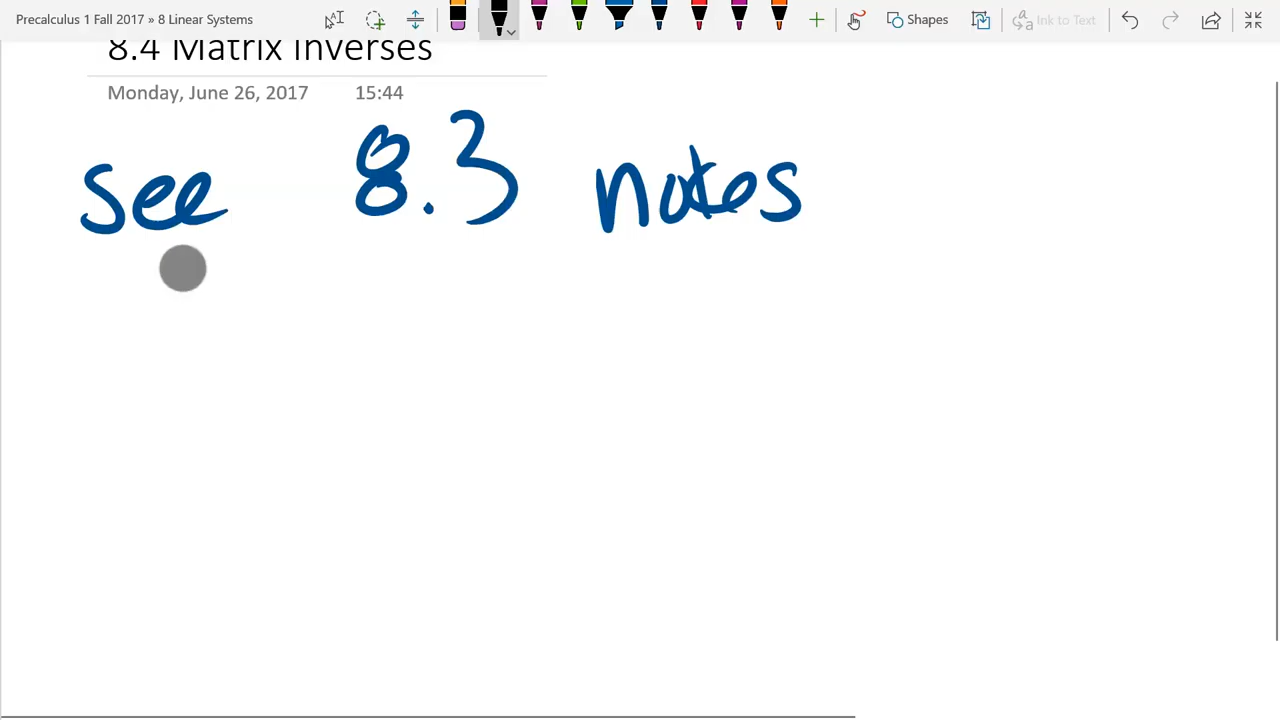 Precalculus 1 Fall 2017 » 8 Linear Systems
Shapes
Ink to Text
8.4 Matrix Inverses
Monday, June 26, 2017 15:44
see 8.3 notes